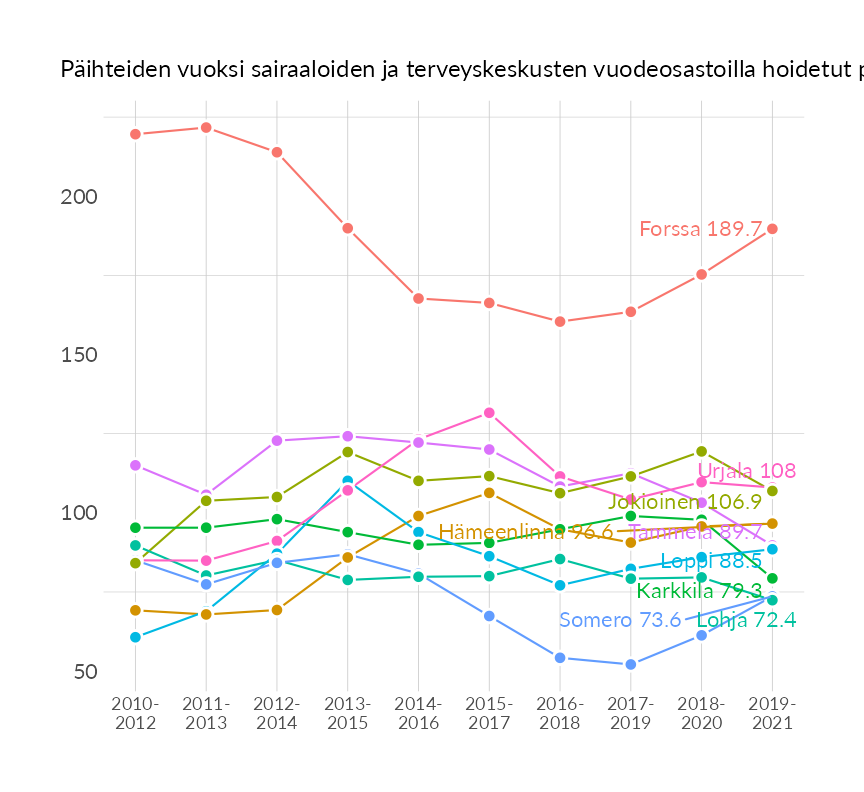 Päihteiden vuoksi sairaaloiden ja terveyskeskusten vuodeosastoilla hoidetut
200
150
100
50
Forssa 189.7
Urjala 108
Jokioinen 106.9
Hämeenlinna 96.6
Tammela 89.7
Loppi 88.5
Karkkila 79.3
Somero 73.6
Lohja 72.4
2010-
2012
2011-
2013
2012-
2014
2013-
2015
2014-
2016
2015-
2017
2016-
2018
2017-
2019
2018-
2020
2019-
2021